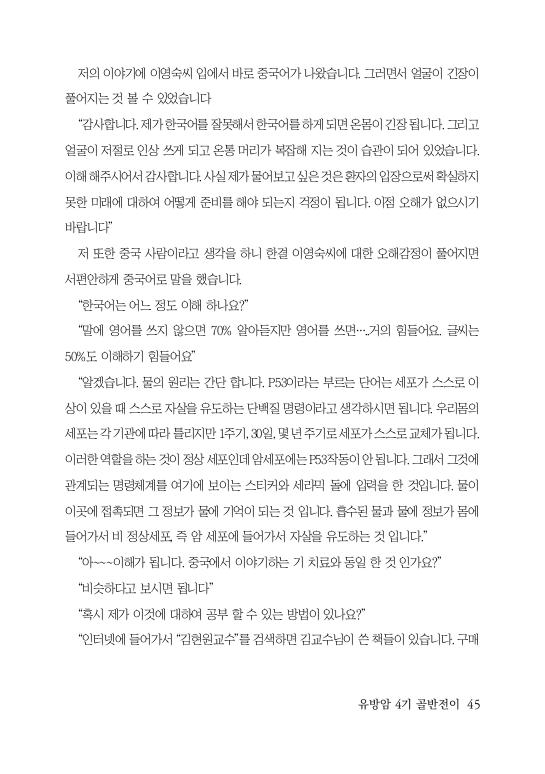 저의 이야기에 이영숙씨 입에서 바로 중국어가 나왔습니다. 그러면서 얼굴이 긴장이
풀어지는 것 볼 수 있었습니다
“감사합니다. 제가 한국어를 잘못해서 한국어를 하게 되면 온몸이 긴장 됩니다. 그리고
얼굴이 저절로 인상 쓰게 되고 온통 머리가 복잡해 지는 것이 습관이 되어 있었습니다.
이해 해주시어서 감사합니다. 사실 제가 물어보고 싶은 것은 환자의 입장으로써 확실하지
못한 미래에 대하여 어떻게 준비를 해야 되는지 걱정이 됩니다. 이점 오해가 없으시기
바랍니다”
저 또한 중국 사람이라고 생각을 하니 한결 이영숙씨에 대한 오해감정이 풀어지면
서편안하게 중국어로 말을 했습니다.
“한국어는 어느 정도 이해 하나요?”
“말에 영어를 쓰지 않으면 70% 알아듣지만 영어를 쓰면…..거의 힘들어요. 글씨는
50%도 이해하기 힘들어요”
“알겠습니다. 물의 원리는 간단 합니다. P53이라는 부르는 단어는 세포가 스스로 이
상이 있을 때 스스로 자살을 유도하는 단백질 명령이라고 생각하시면 됩니다. 우리몸의
세포는 각 기관에 따라 틀리지만 1주기, 30일, 몇 년 주기로 세포가 스스로 교체가 됩니다.
이러한 역할을 하는 것이 정상 세포인데 암세포에는 P53작동이 안 됩니다. 그래서 그것에
관계되는 명령체계를 여기에 보이는 스티커와 세라믹 돌에 입력을 한 것입니다. 물이
이곳에 접촉되면 그 정보가 물에 기억이 되는 것 입니다. 흡수된 물과 물에 정보가 몸에
들어가서 비 정상세포, 즉 암 세포에 들어가서 자살을 유도하는 것 입니다.”
“아~~~이해가 됩니다. 중국에서 이야기하는 기 치료와 동일 한 것 인가요?”
“비슷하다고 보시면 됩니다”
“혹시 제가 이것에 대하여 공부 할 수 있는 방법이 있나요?”
“인터넷에 들어가서 “김현원교수”를 검색하면 김교수님이 쓴 책들이 있습니다. 구매
유방암 4기 골반전이 45